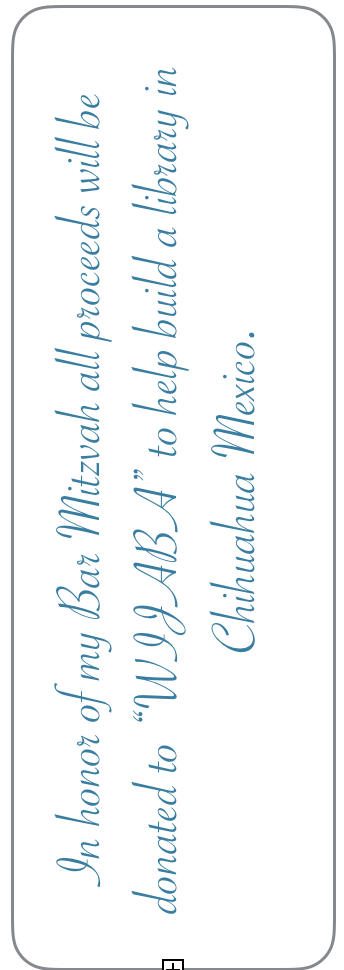 In honor of my Bar Mitzvah all proceeds will be
donated to “WIJABA” to help build a library in
Chihuahua Mexico.